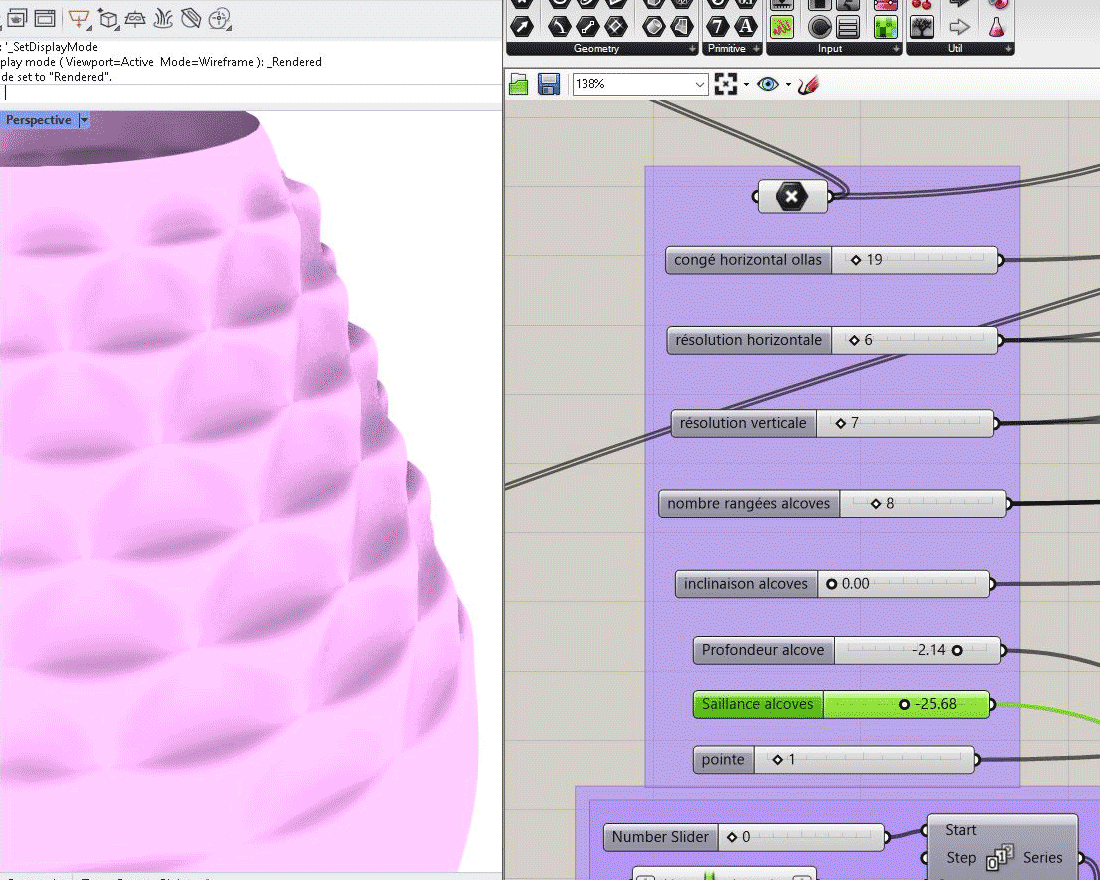 : '_SetDisplayMode
play mode ( Viewport=Active Mode=Wireframe ): _Rendered
de set to "Rendered".
Perspective
Geometry
Primitive
Input
Util
138%
congé horizontal ollas 19
résolution horizontale 6
résolution verticale 7
nombre rangées alcoves 8
inclinaison alcoves 0.00
Profondeur alcove -2.14
Saillance alcoves -25.68
pointe 1
Number Slider 0
Start
Step Series